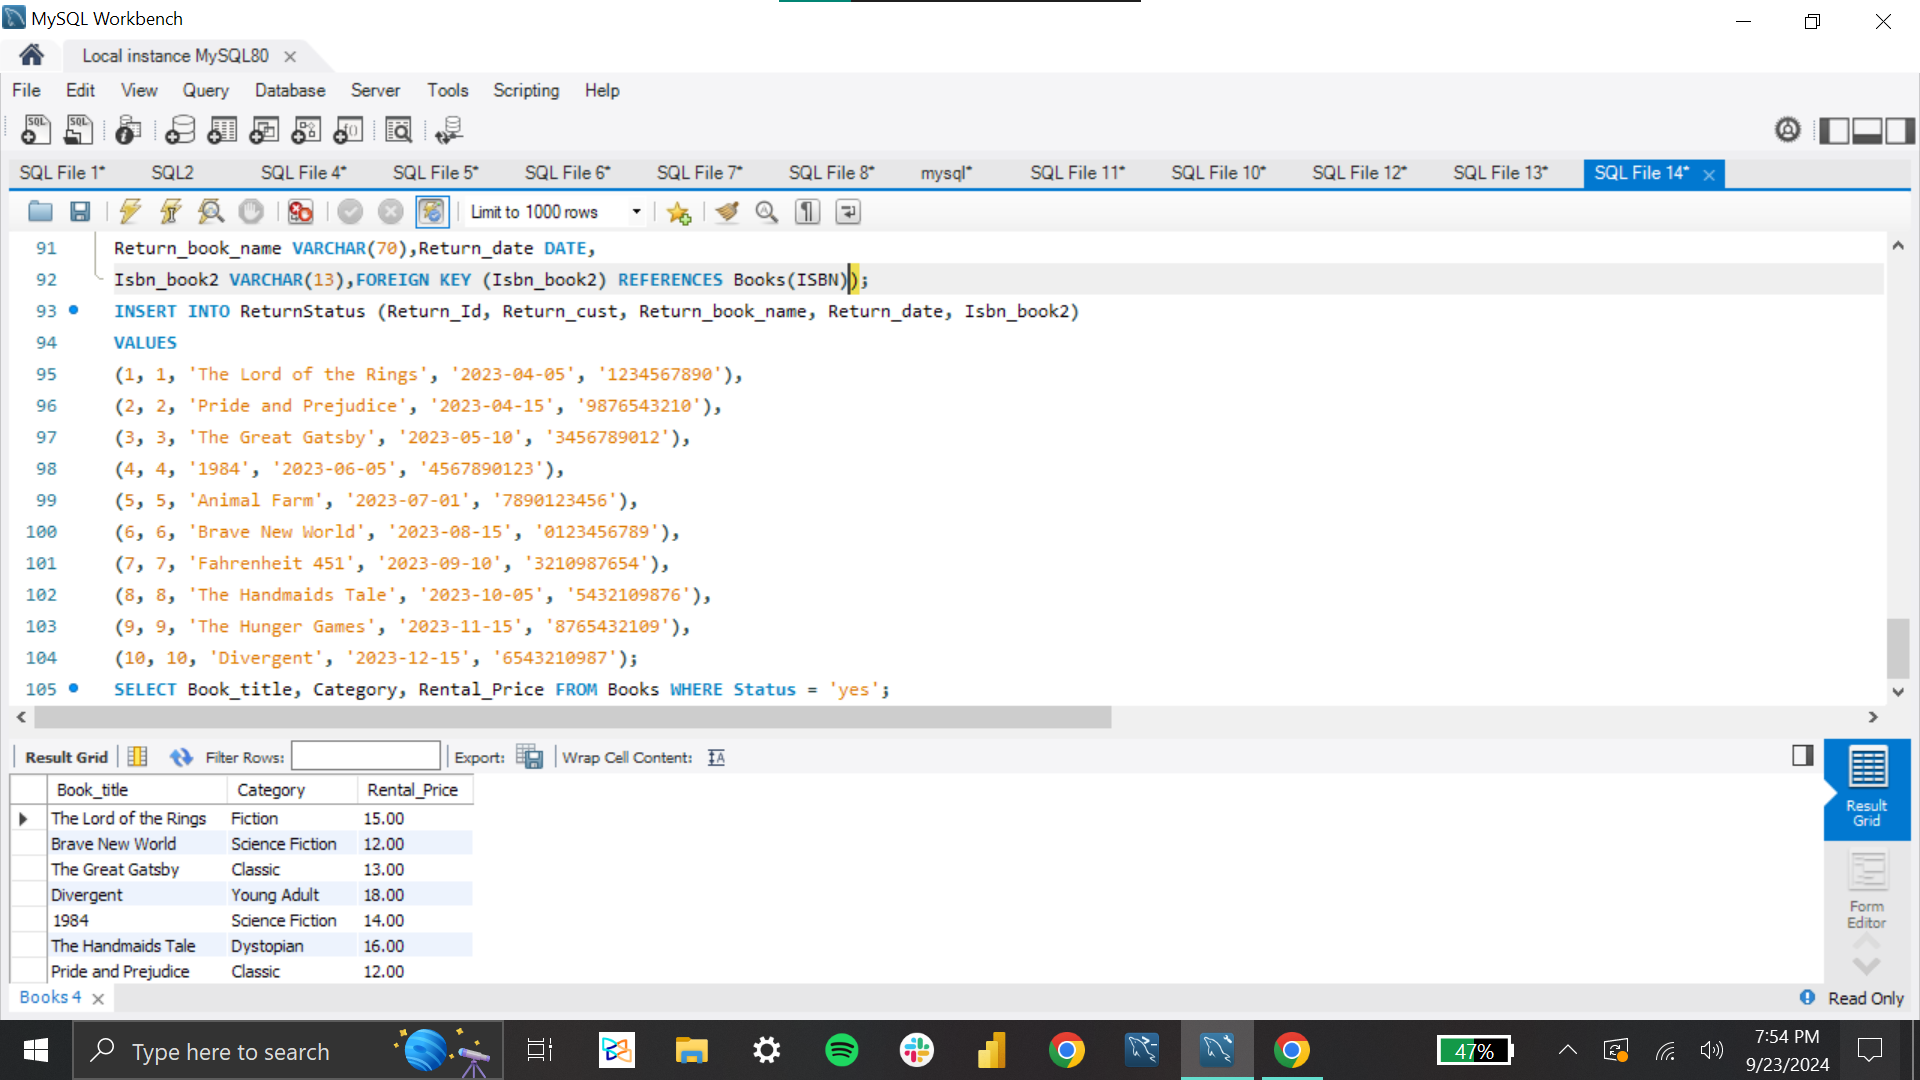 MySQL Workbench
Local instance MySQL80
File Edit View Query Database Server Tools Scripting Help
SQL File 1* SQL2 SQL File 4* SQL File 5* SQL File 6* SQL File 7* SQL File 8* mysql* SQL File 11* SQL File 10* SQL File 12* SQL File 13* SQL File 14*
Limit to 1000 rows
91 Return_book_name VARCHAR(70),Return_date DATE,
92 Isbn_book2 VARCHAR(13),FOREIGN KEY (Isbn_book2) REFERENCES Books(ISBN));
93 INSERT INTO ReturnStatus (Return_Id, Return_cust, Return_book_name, Return_date, Isbn_book2)
94 VALUES
95 (1, 1, 'The Lord of the Rings', '2023-04-05', '1234567890'),
96 (2, 2, 'Pride and Prejudice', '2023-04-15', '9876543210'),
97 (3, 3, 'The Great Gatsby', '2023-05-10', '3456789012'),
98 (4, 4, '1984', '2023-06-05', '4567890123'),
99 (5, 5, 'Animal Farm', '2023-07-01', '7890123456'),
100 (6, 6, 'Brave New World', '2023-08-15', '0123456789'),
101 (7, 7, 'Fahrenheit 451', '2023-09-10', '3210987654'),
102 (8, 8, 'The Handmaids Tale', '2023-10-05', '5432109876'),
103 (9, 9, 'The Hunger Games', '2023-11-15', '8765432109'),
104 (10, 10, 'Divergent', '2023-12-15', '6543210987');
105 SELECT Book_title, Category, Rental_Price FROM Books WHERE Status = 'yes';
Result Grid Filter Rows: Export: Wrap Cell Content:
Book_title Category Rental_Price
The Lord of the Rings Fiction 15.00
Brave New World Science Fiction 12.00
The Great Gatsby Classic 13.00
Divergent Young Adult 18.00
1984 Science Fiction 14.00
The Handmaids Tale Dystopian 16.00
Pride and Prejudice Classic 12.00
Result
Grid
Form
Editor
Books 4
Read Only
Type here to search
47%
7:54 PM
9/23/2024